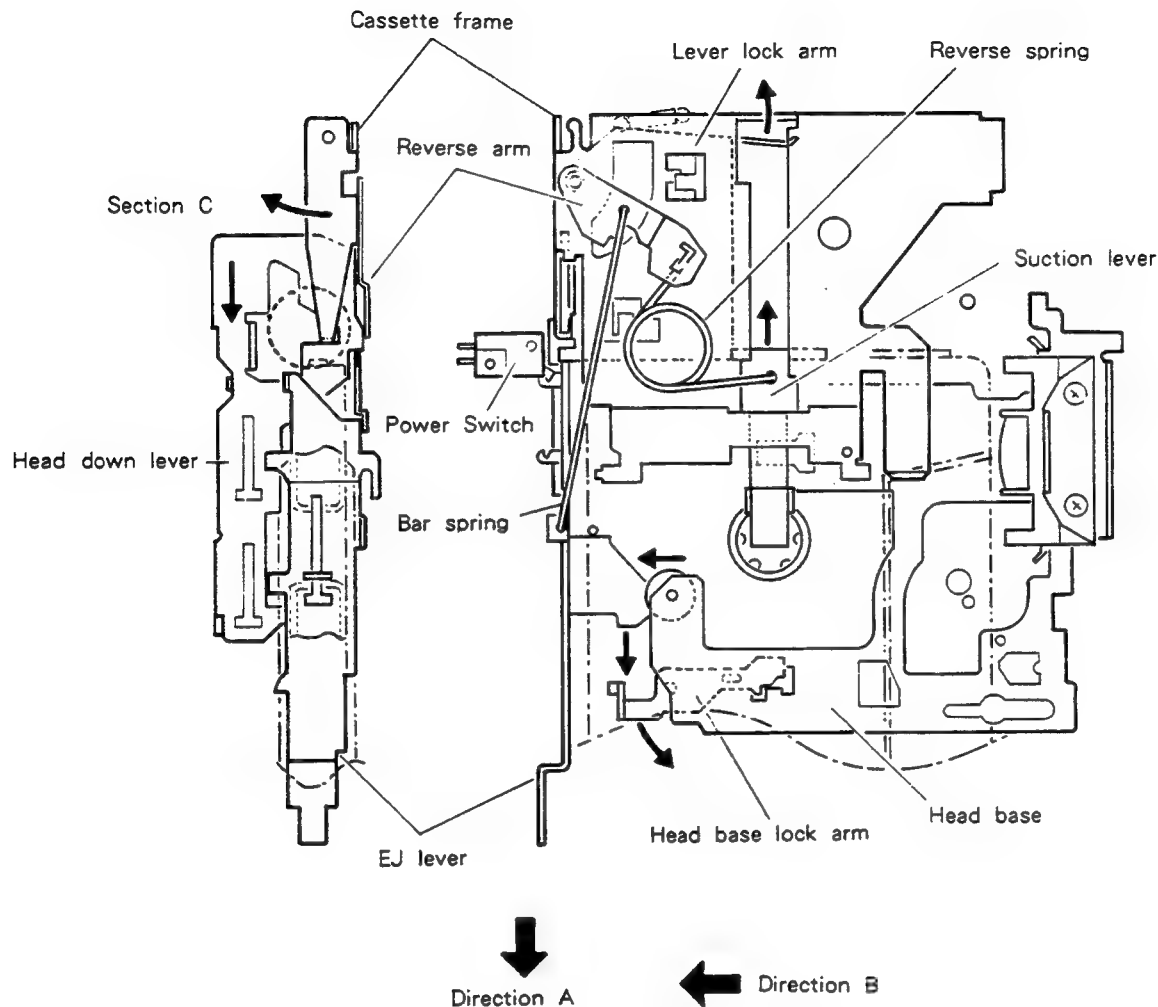 Cassette frame
Lever lock arm
Reverse spring
Reverse arm
Section C
Suction lever
Power Switch
Head down lever
Bar spring
Head base
Head base lock arm
EJ lever
Direction A
Direction B